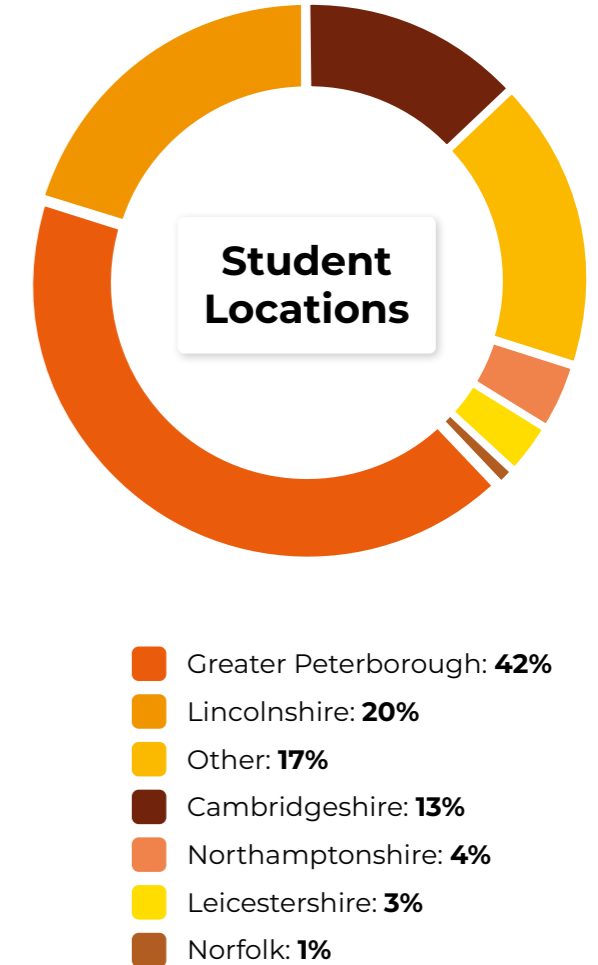 Student
Locations
Greater Peterborough: 42%
Lincolnshire: 20%
Other: 17%
Cambridgeshire: 13%
Northamptonshire: 4%
Leicestershire: 3%
Norfolk: 1%